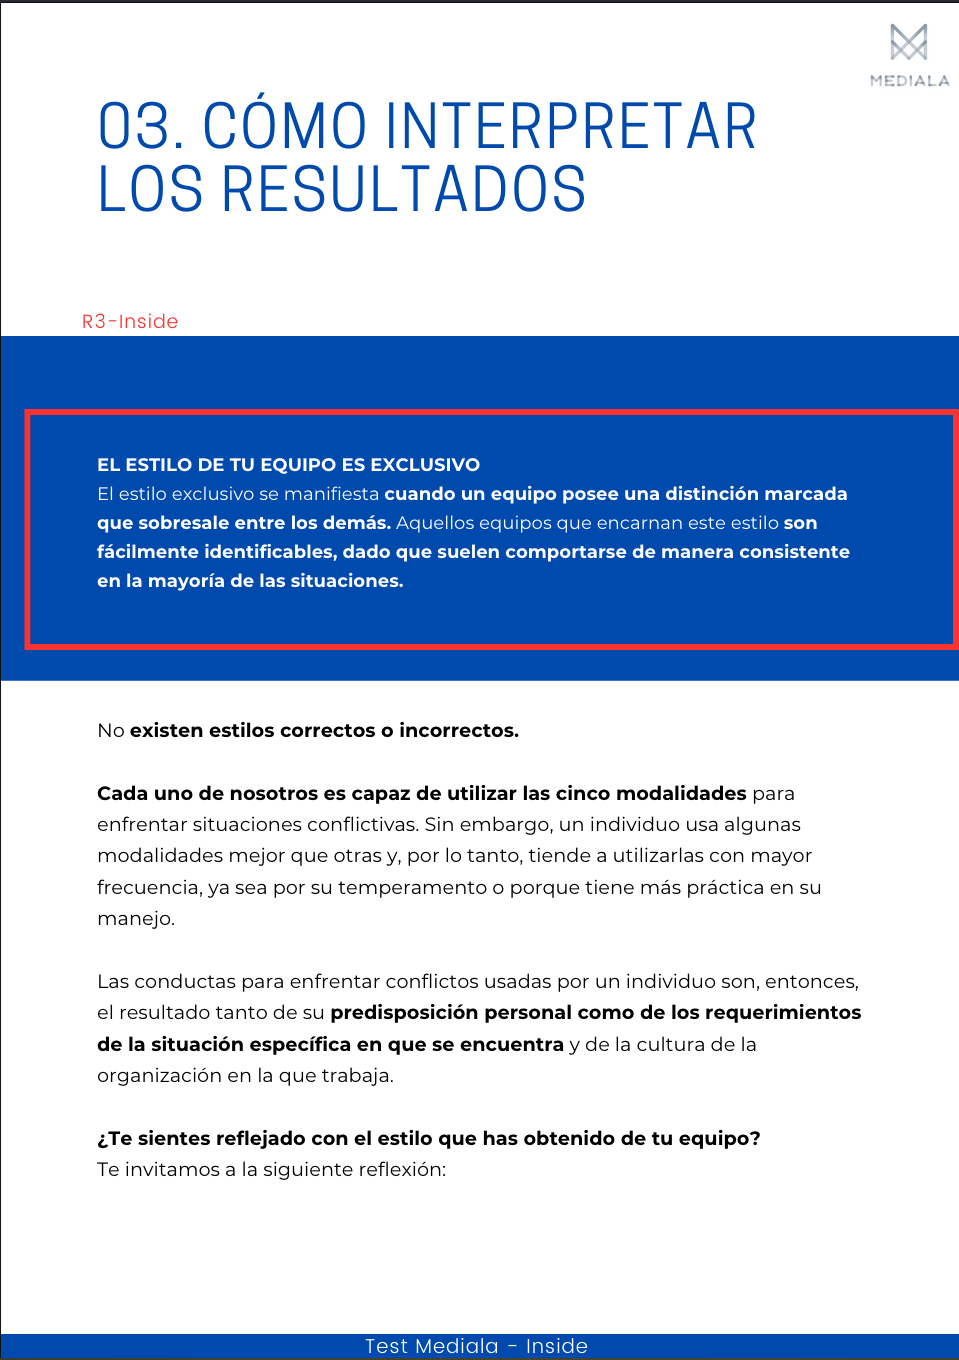 MEDIALA
03. CÓMO INTERPRETAR
LOS RESULTADOS
R3-Inside
EL ESTILO DE TU EQUIPO ES EXCLUSIVO
El estilo exclusivo se manifiesta cuando un equipo posee una distinción marcada
que sobresale entre los demás. Aquellos equipos que encarnan este estilo son
fácilmente identificables, dado que suelen comportarse de manera consistente
en la mayoría de las situaciones.
No existen estilos correctos o incorrectos.
Cada uno de nosotros es capaz de utilizar las cinco modalidades para
enfrentar situaciones conflictivas. Sin embargo, un individuo usa algunas
modalidades mejor que otras y, por lo tanto, tiende a utilizarlas con mayor
frecuencia, ya sea por su temperamento o porque tiene más práctica en su
manejo.
Las conductas para enfrentar conflictos usadas por un individuo son, entonces,
el resultado tanto de su predisposición personal como de los requerimientos
de la situación específica en que se encuentra y de la cultura de la
organización en la que trabaja.
¿Te sientes reflejado con el estilo que has obtenido de tu equipo?
Te invitamos a la siguiente reflexión:
Test Mediala - Inside